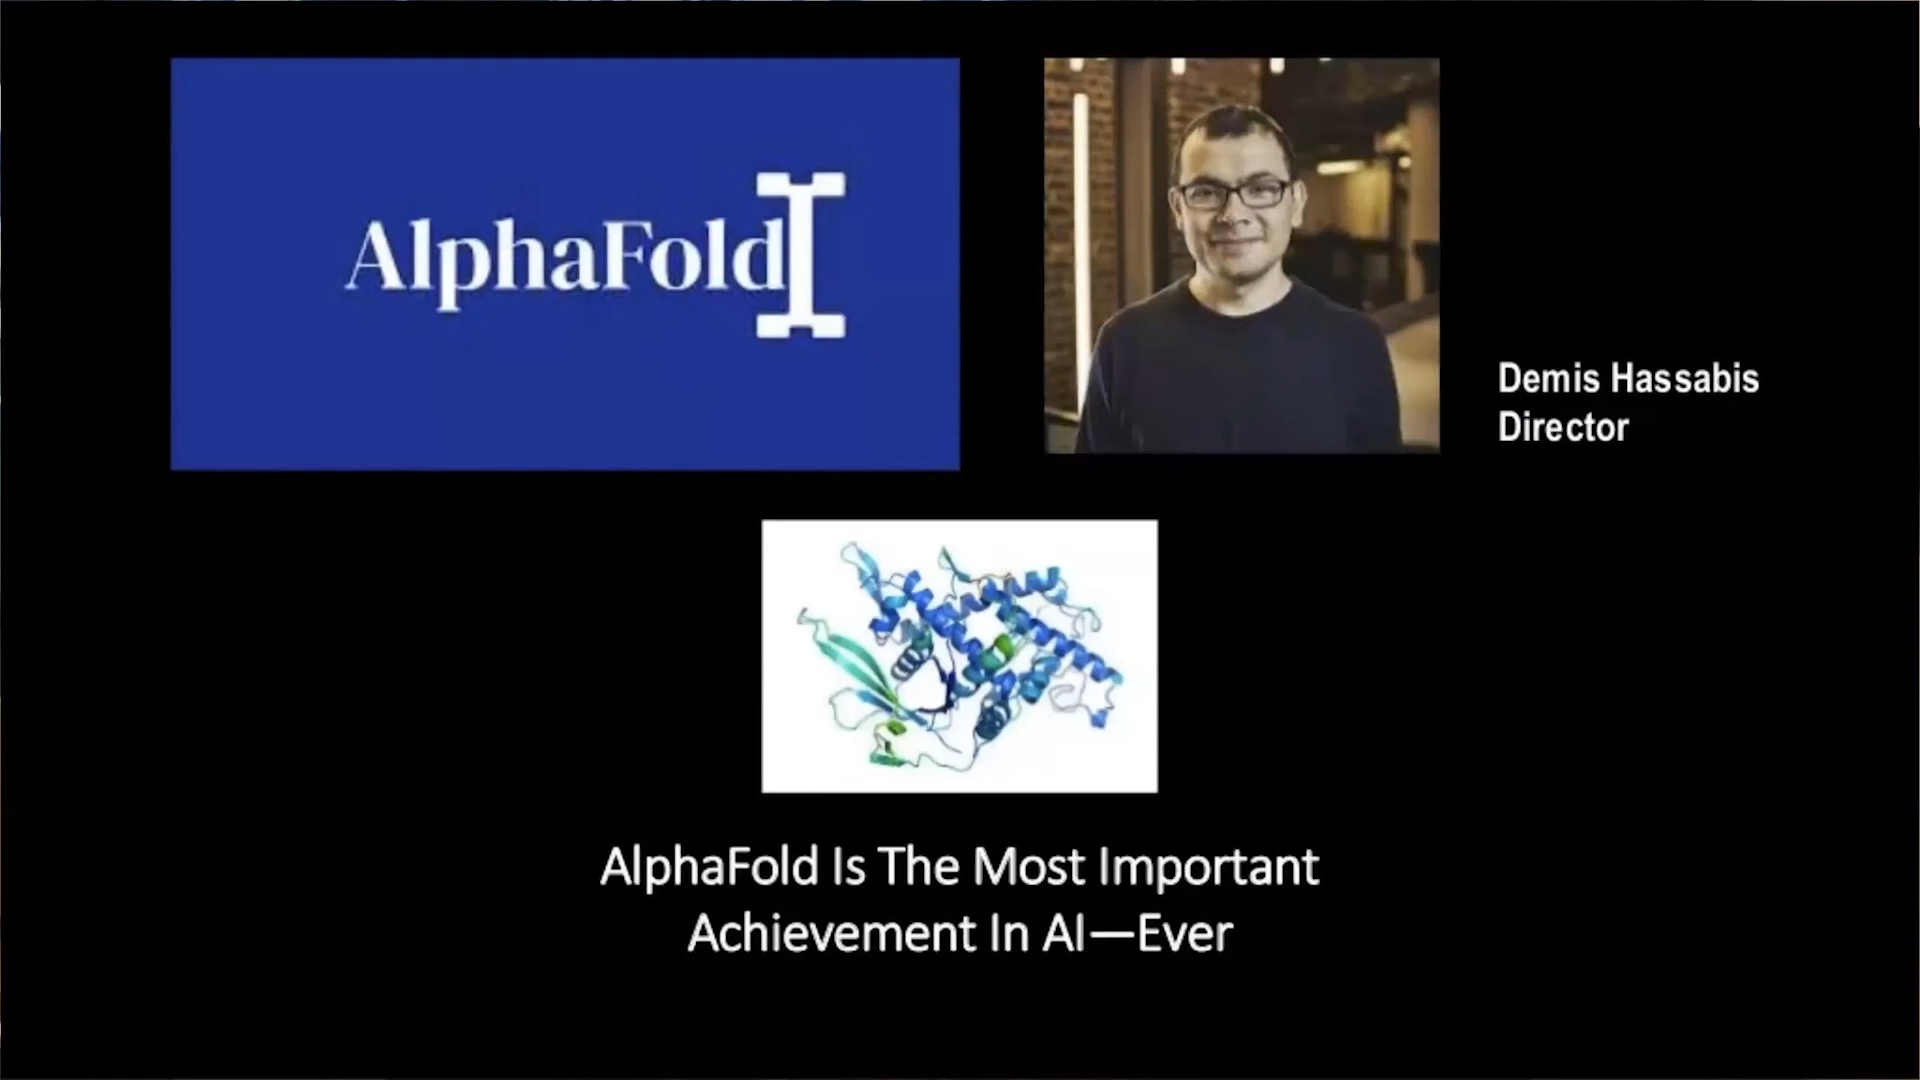 AlphaFold
Demis Hassabis
Director
AlphaFold Is The Most Important
Achievement In AI—Ever